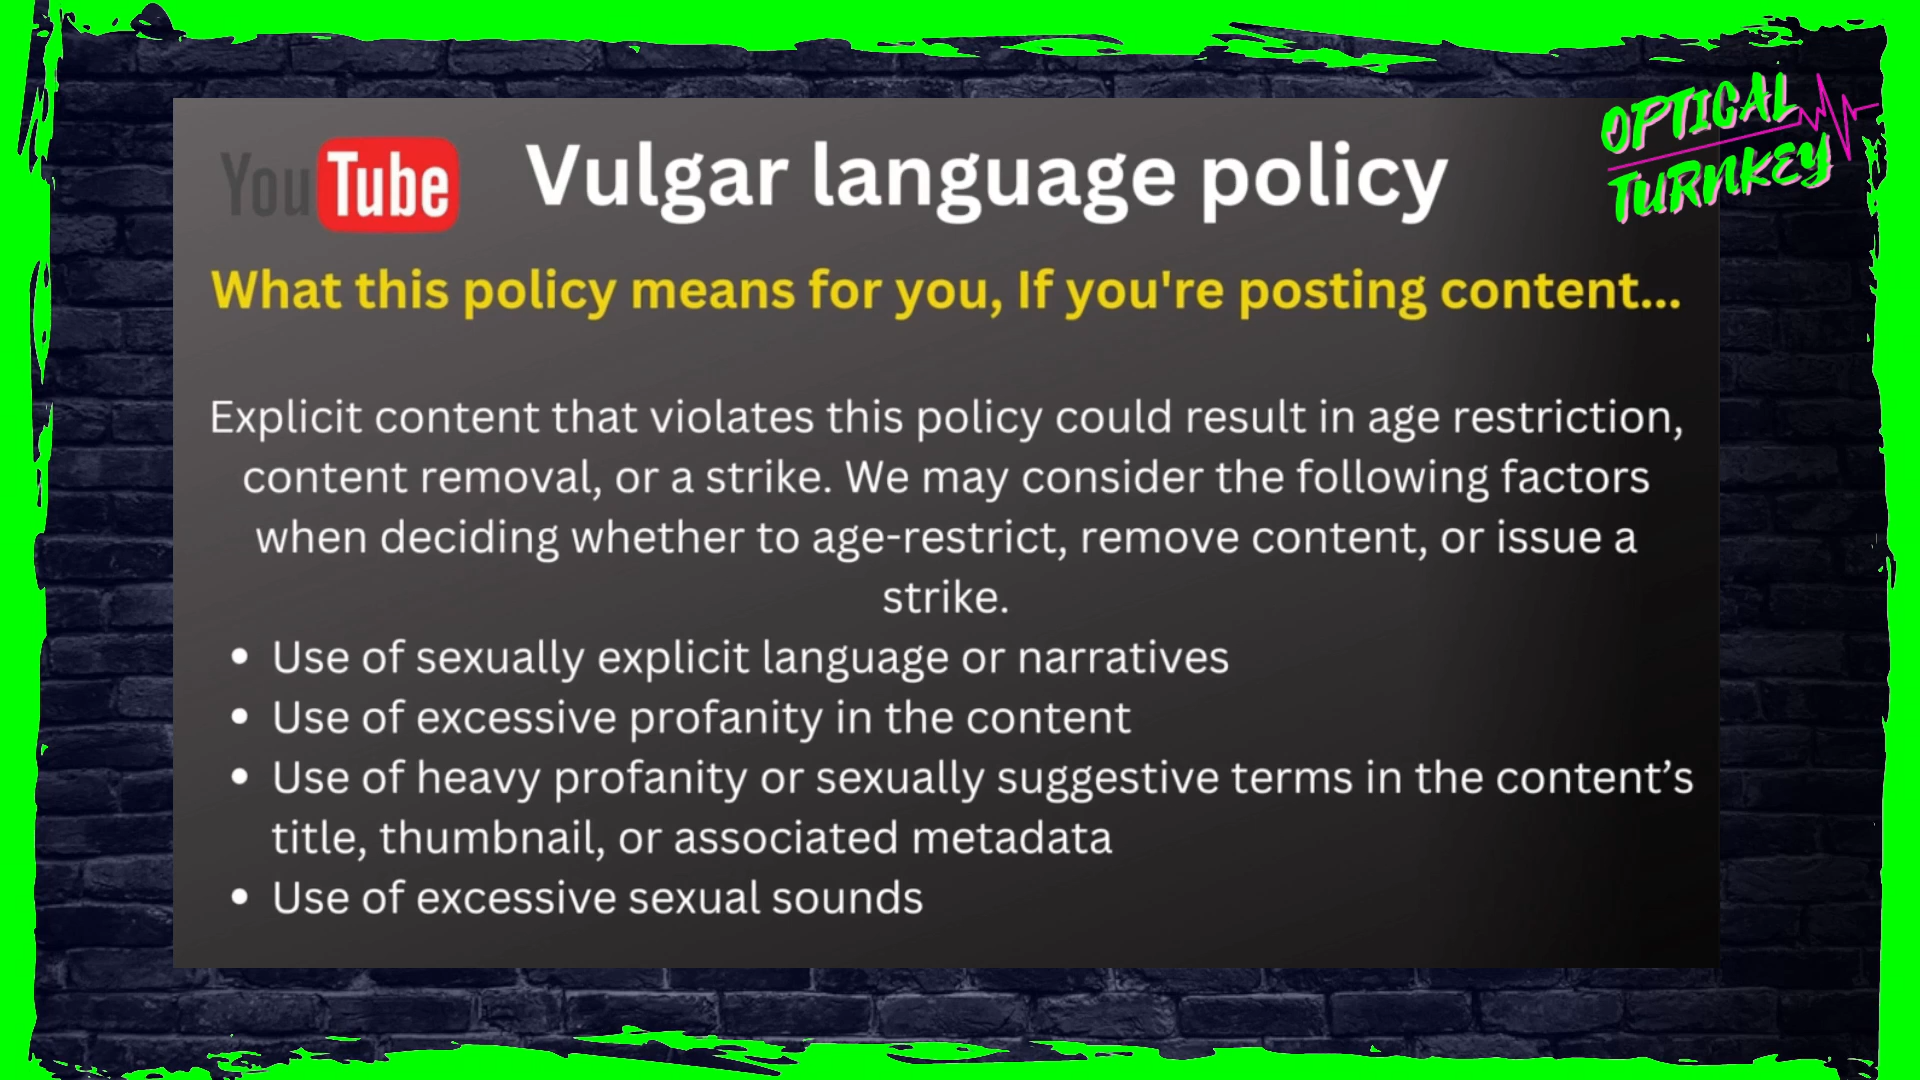 OPTICAL
TURNKEY
YouTube
Vulgar language policy
What this policy means for you, If you're posting content...
Explicit content that violates this policy could result in age restriction,
content removal, or a strike. We may consider the following factors
when deciding whether to age-restrict, remove content, or issue a
strike.
• Use of sexually explicit language or narratives
• Use of excessive profanity in the content
• Use of heavy profanity or sexually suggestive terms in the content’s
title, thumbnail, or associated metadata
• Use of excessive sexual sounds